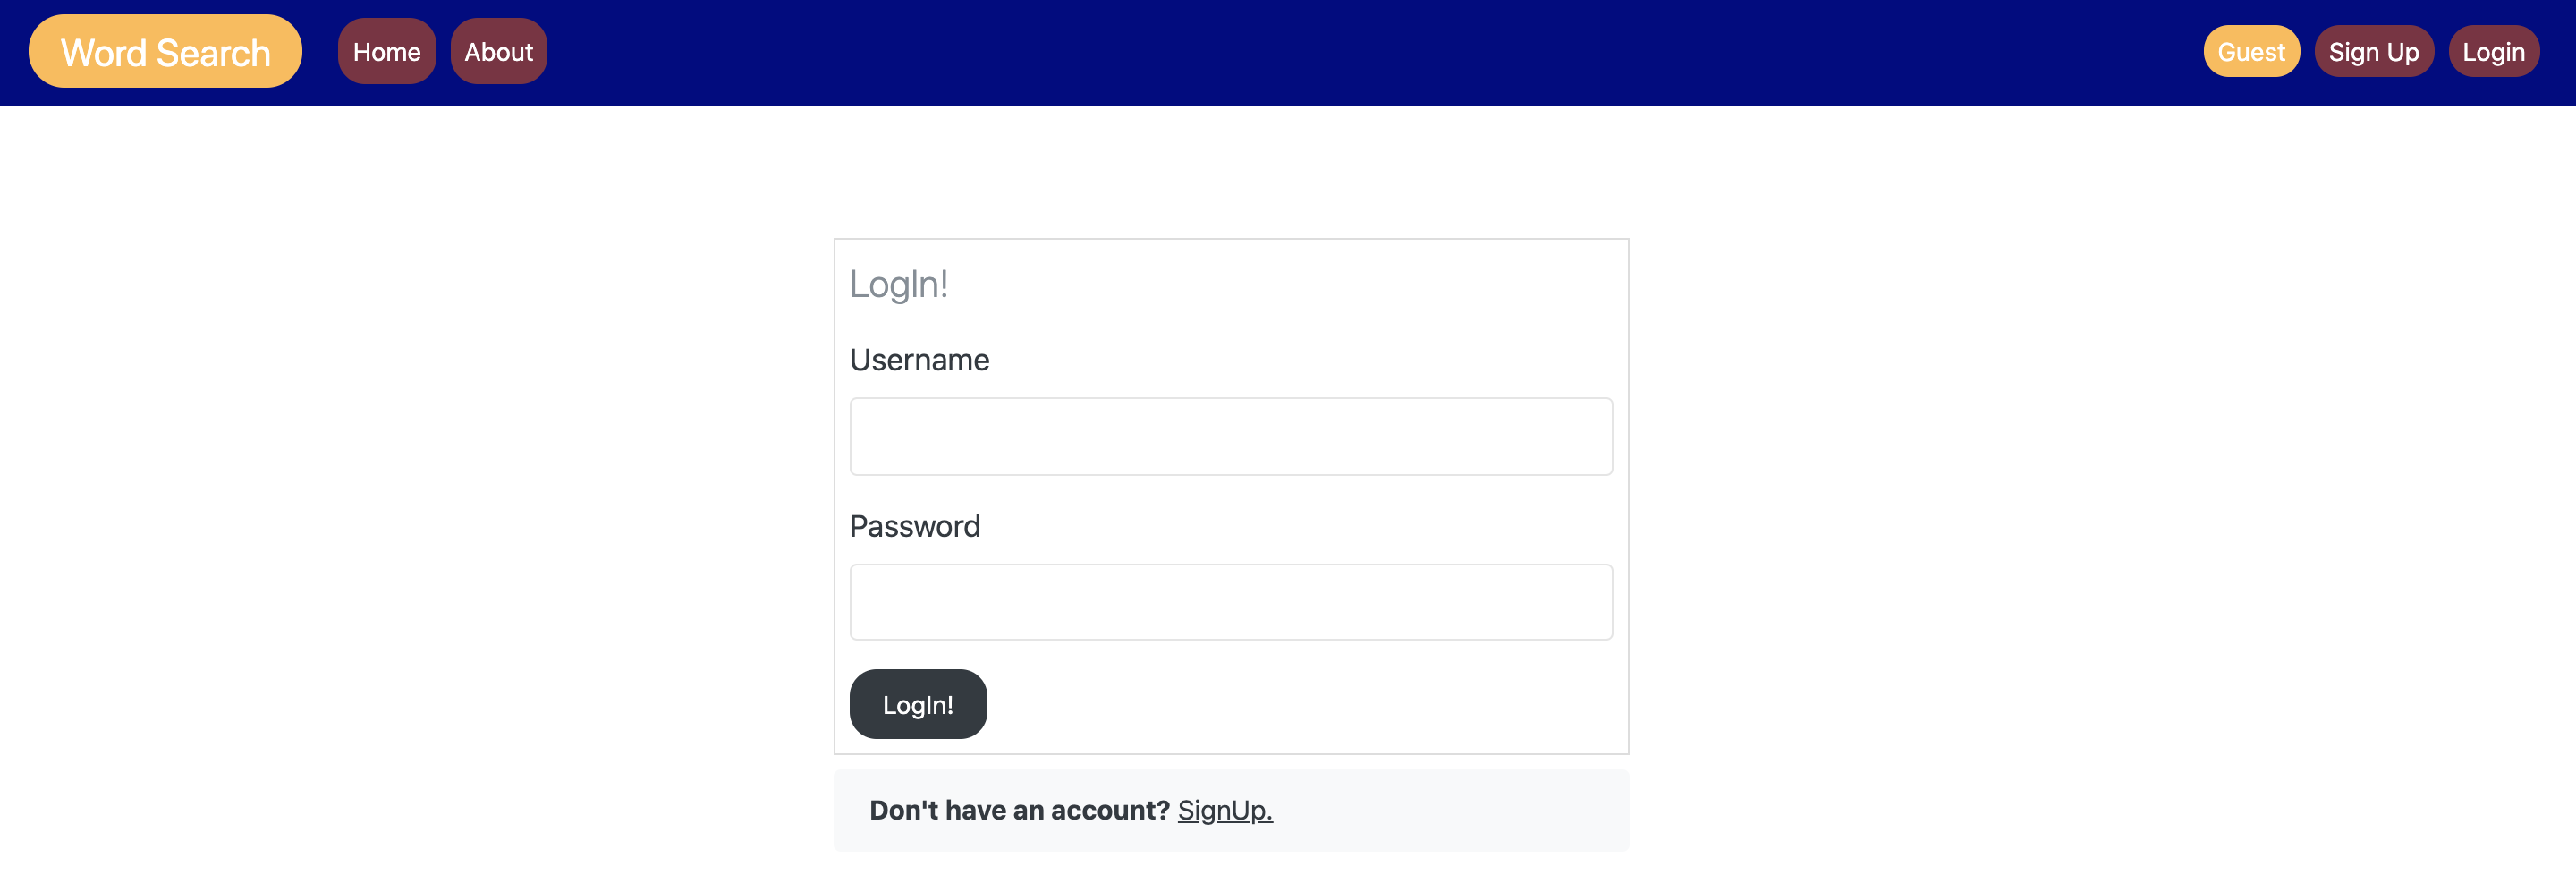 Word Search Home About Guest Sign Up Login
LogIn!
Username
Password
LogIn!
Don't have an account? SignUp.